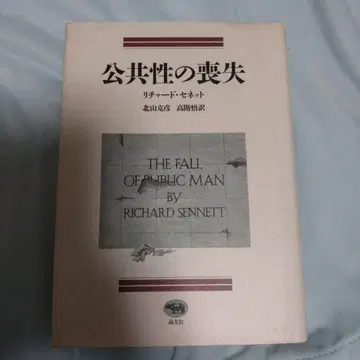 公共性の喪失
リチャード・セネット
北山克彦 高階悟訳
THE FALL
OF PUBLIC MAN
BY
RICHARD SENNETT
晶文社